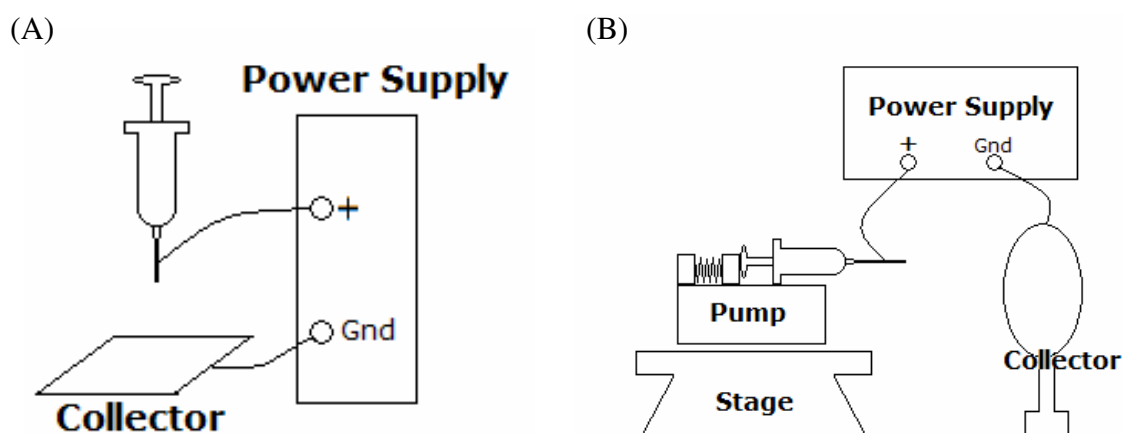 (A)
Power Supply
+
Gnd
Collector
(B)
Power Supply
+
Gnd
Pump
Collector
Stage